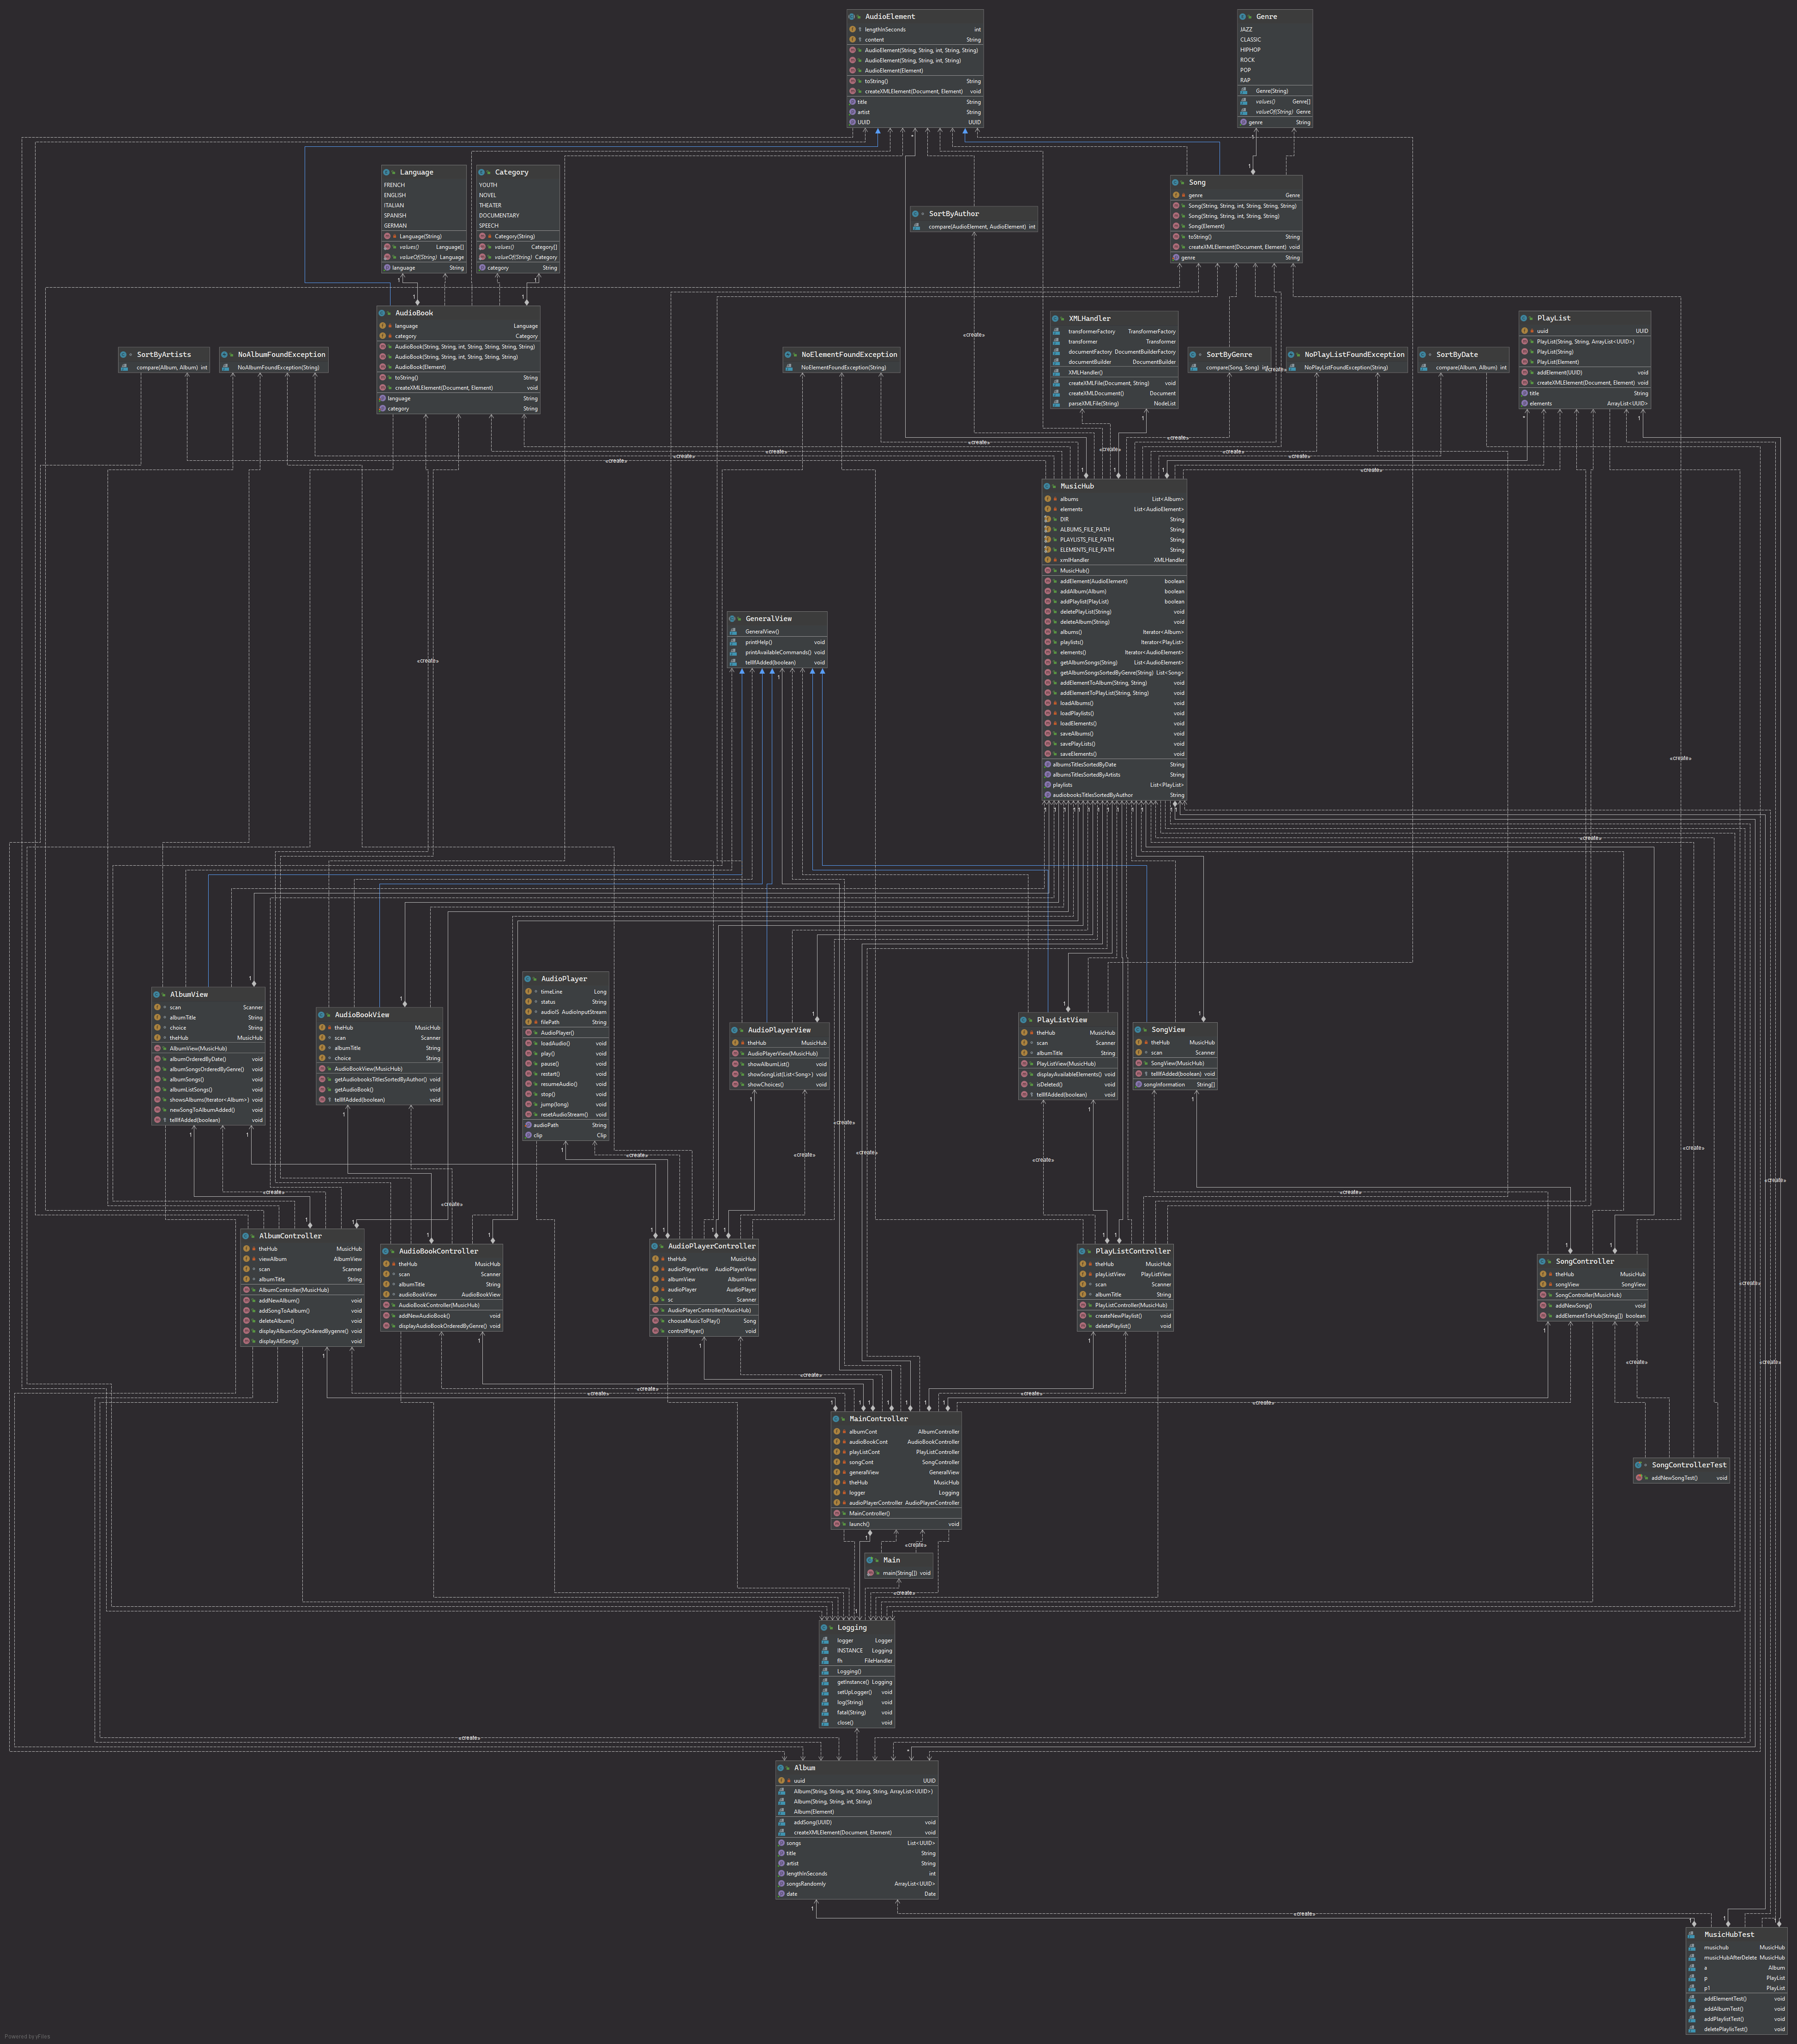 AudioElement
lengthInSeconds int
content String
AudioElement(String, String, int, String, String)
AudioElement(String, String, int, String)
AudioElement(Element)
toString() String
createXMLElement(Document, Element) void
title String
artist String
UUID UUID
Genre
JAZZ
CLASSIC
HIPHOP
ROCK
POP
RAP
Genre(String)
values() Genre[]
valueOf(String) Genre
genre String
Language
FRENCH
ENGLISH
ITALIAN
SPANISH
GERMAN
Language(String)
values() Language[]
valueOf(String) Language
language String
Category
YOUTH
NOVEL
THEATER
DOCUMENTARY
SPEECH
Category(String)
values() Category[]
valueOf(String) Category
category String
SortByAuthor
compare(AudioElement, AudioElement) int
Song
genre Genre
Song(String, String, int, String, String, String)
Song(String, String, int, String, String)
Song(Element)
toString() String
createXMLElement(Document, Element) void
genre String
AudioBook
language Language
category Category
AudioBook(String, String, int, String, String, String, String)
AudioBook(String, String, int, String, String, String)
AudioBook(Element)
toString() String
createXMLElement(Document, Element) void
language String
category String
SortByArtists
compare(Album, Album) int
NoAlbumFoundException
NoAlbumFoundException(String)
NoElementFoundException
NoElementFoundException(String)
XMLHandler
transformerFactory TransformerFactory
transformer Transformer
documentFactory DocumentBuilderFactory
documentBuilder DocumentBuilder
XMLHandler()
createXMLFile(Document, String) void
createXMLDocument() Document
parseXMLFile(String) NodeList
SortByGenre
compare(Song, Song) int
NoPlayListFoundException
NoPlayListFoundException(String)
SortByDate
compare(Album, Album) int
PlayList
uuid UUID
PlayList(String, String, ArrayList<UUID>)
PlayList(String)
PlayList(Element)
addElement(UUID) void
createXMLElement(Document, Element) void
title String
elements ArrayList<UUID>
«create»
«create»
«create»
«create»
«create»
«create»
«create»
«create»
«create»
MusicHub
albums List<Album>
elements List<AudioElement>
DIR String
ALBUMS_FILE_PATH String
PLAYLISTS_FILE_PATH String
ELEMENTS_FILE_PATH String
xmlHandler XMLHandler
MusicHub()
addElement(AudioElement) boolean
addAlbum(Album) boolean
addPlaylist(PlayList) boolean
deletePlayList(String) void
deleteAlbum(String) void
albums() Iterator<Album>
playlists() Iterator<PlayList>
elements() Iterator<AudioElement>
getAlbumSongs(String) List<AudioElement>
getAlbumSongsSortedByGenre(String) List<Song>
addElementToAlbum(String, String) void
addElementToPlayList(String, String) void
loadAlbums() void
loadPlaylists() void
loadElements() void
saveAlbums() void
savePlayLists() void
saveElements() void
albumsTitlesSortedByDate String
albumsTitlesSortedByArtists String
playlists List<PlayList>
audiobooksTitlesSortedByAuthor String
GeneralView
GeneralView()
printHelp() void
printAvailableCommands() void
tellIfAdded(boolean) void
«create»
«create»
«create»
AlbumView
scan Scanner
albumTitle String
choice String
theHub MusicHub
AlbumView(MusicHub)
albumOrderedByDate() void
albumSongsOrderedByGenre() void
albumSongs() void
albumListSongs() void
showsAlbums(Iterator<Album>) void
newSongToAlbumAdded() void
tellIfAdded(boolean) void
AudioBookView
theHub MusicHub
scan Scanner
albumTitle String
choice String
AudioBookView(MusicHub)
getAudiobooksTitlesSortedByAuthor() void
getAudioBook() void
tellIfAdded(boolean) void
AudioPlayer
timeLine Long
status String
audioIS AudioInputStream
filePath String
AudioPlayer()
loadAudio() void
play() void
pause() void
restart() void
resumeAudio() void
stop() void
jump(long) void
resetAudioStream() void
audioPath String
clip Clip
AudioPlayerView
theHub MusicHub
AudioPlayerView(MusicHub)
showAlbumList() void
showSongList(List<Song>) void
showChoices() void
PlayListView
theHub MusicHub
scan Scanner
albumTitle String
PlayListView(MusicHub)
displayAvailableElements() void
isDeleted() void
tellIfAdded(boolean) void
SongView
theHub MusicHub
scan Scanner
SongView(MusicHub)
tellIfAdded(boolean) void
songInformation String[]
«create»
«create»
«create»
«create»
«create»
«create»
«create»
«create»
AlbumController
theHub MusicHub
viewAlbum AlbumView
scan Scanner
albumTitle String
AlbumController(MusicHub)
addNewAlbum() void
addSongToAalbum() void
deleteAlbum() void
displayAlbumSongOrderedBygenre() void
displayAllSong() void
AudioBookController
theHub MusicHub
scan Scanner
albumTitle String
audioBookView AudioBookView
AudioBookController(MusicHub)
addNewAudioBook() void
displayAudioBookOrderedByGenre() void
AudioPlayerController
theHub MusicHub
audioPlayerView AudioPlayerView
albumView AlbumView
audioPlayer AudioPlayer
sc Scanner
AudioPlayerController(MusicHub)
chooseMusicToPlay() Song
controlPlayer() void
PlayListController
theHub MusicHub
playListView PlayListView
scan Scanner
albumTitle String
PlayListController(MusicHub)
createNewPlaylist() void
deletePlaylist() void
SongController
theHub MusicHub
songView SongView
SongController(MusicHub)
addNewSong() void
addElementToHub(String[]) boolean
«create»
«create»
«create»
«create»
«create»
«create»
«create»
«create»
MainController
albumCont AlbumController
audioBookCont AudioBookController
playListCont PlayListController
songCont SongController
generalView GeneralView
theHub MusicHub
logger Logging
audioPlayerController AudioPlayerController
MainController()
launch() void
SongControllerTest
addNewSongTest() void
«create»
Main
main(String[]) void
«create»
Logging
logger Logger
INSTANCE Logging
fh FileHandler
Logging()
getInstance() Logging
setUpLogger() void
log(String) void
fatal(String) void
close() void
«create»
Album
uuid UUID
Album(String, String, int, String, String, ArrayList<UUID>)
Album(String, String, int, String)
Album(Element)
addSong(UUID) void
createXMLElement(Document, Element) void
songs List<UUID>
title String
artist String
lengthInSeconds int
songsRandomly ArrayList<UUID>
date Date
«create»
MusicHubTest
musichub MusicHub
musicHubAfterDelete MusicHub
a Album
p PlayList
p1 PlayList
addElementTest() void
addAlbumTest() void
addPlaylistTest() void
deletePlaylisTest() void
Powered by yFiles